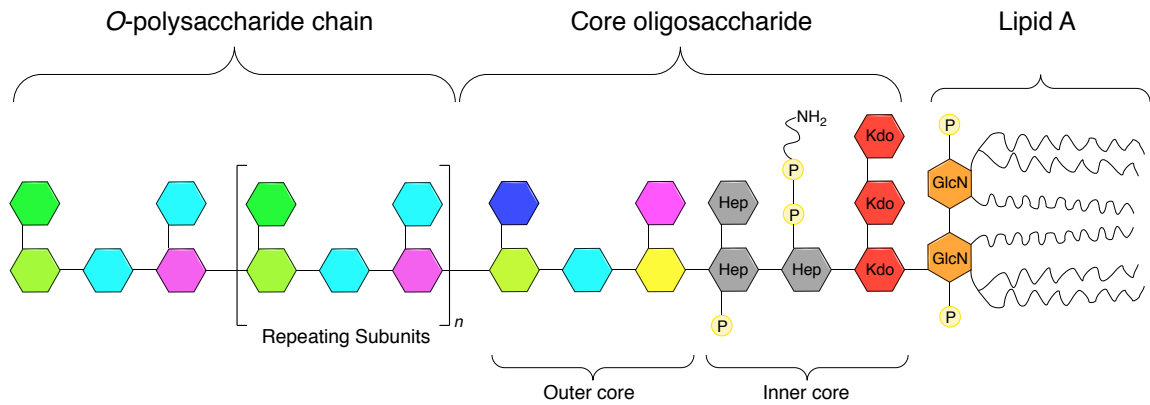 O-polysaccharide chain
Core oligosaccharide
Lipid A
NH2
P
Kdo
P
GlcN
Hep
P
Kdo
Hep
Hep
Kdo
GlcN
P
P
n
Repeating Subunits
Outer core
Inner core